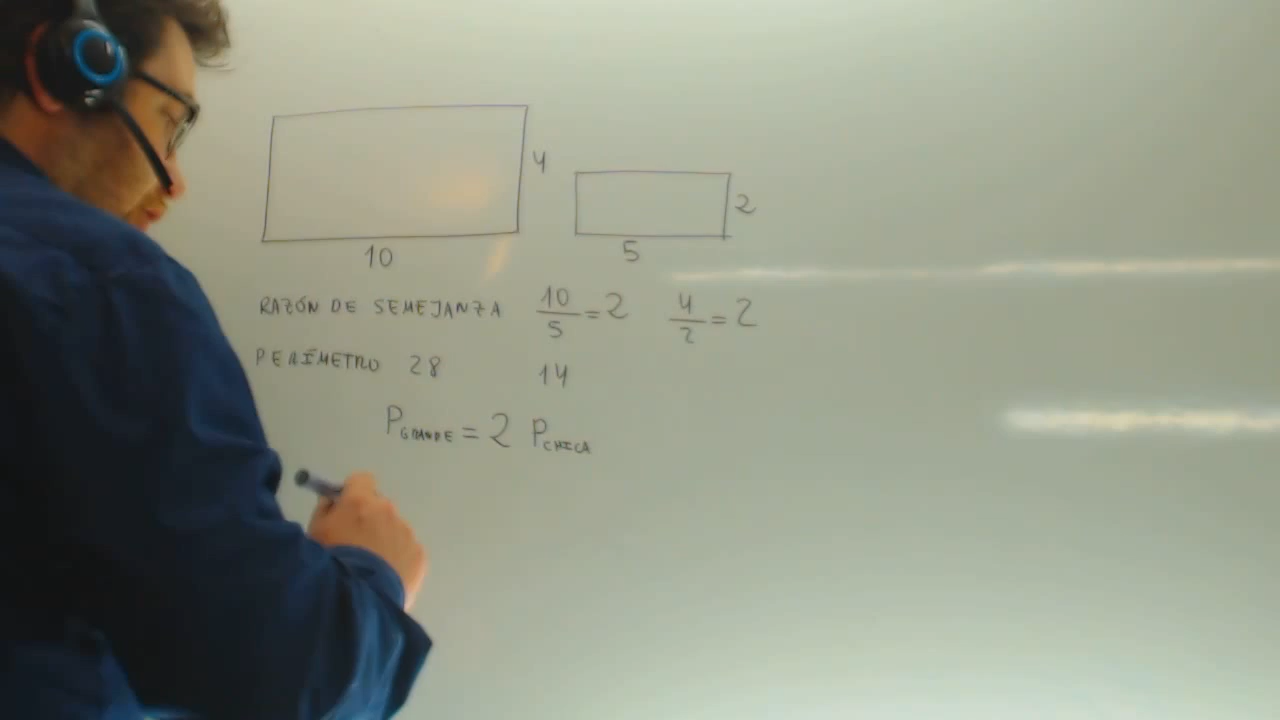 4
2
10
5
RAZÓN DE SEMEJANZA 10/5 = 2 4/2 = 2
PERÍMETRO 28 14
P GRANDE = 2 P CHICA